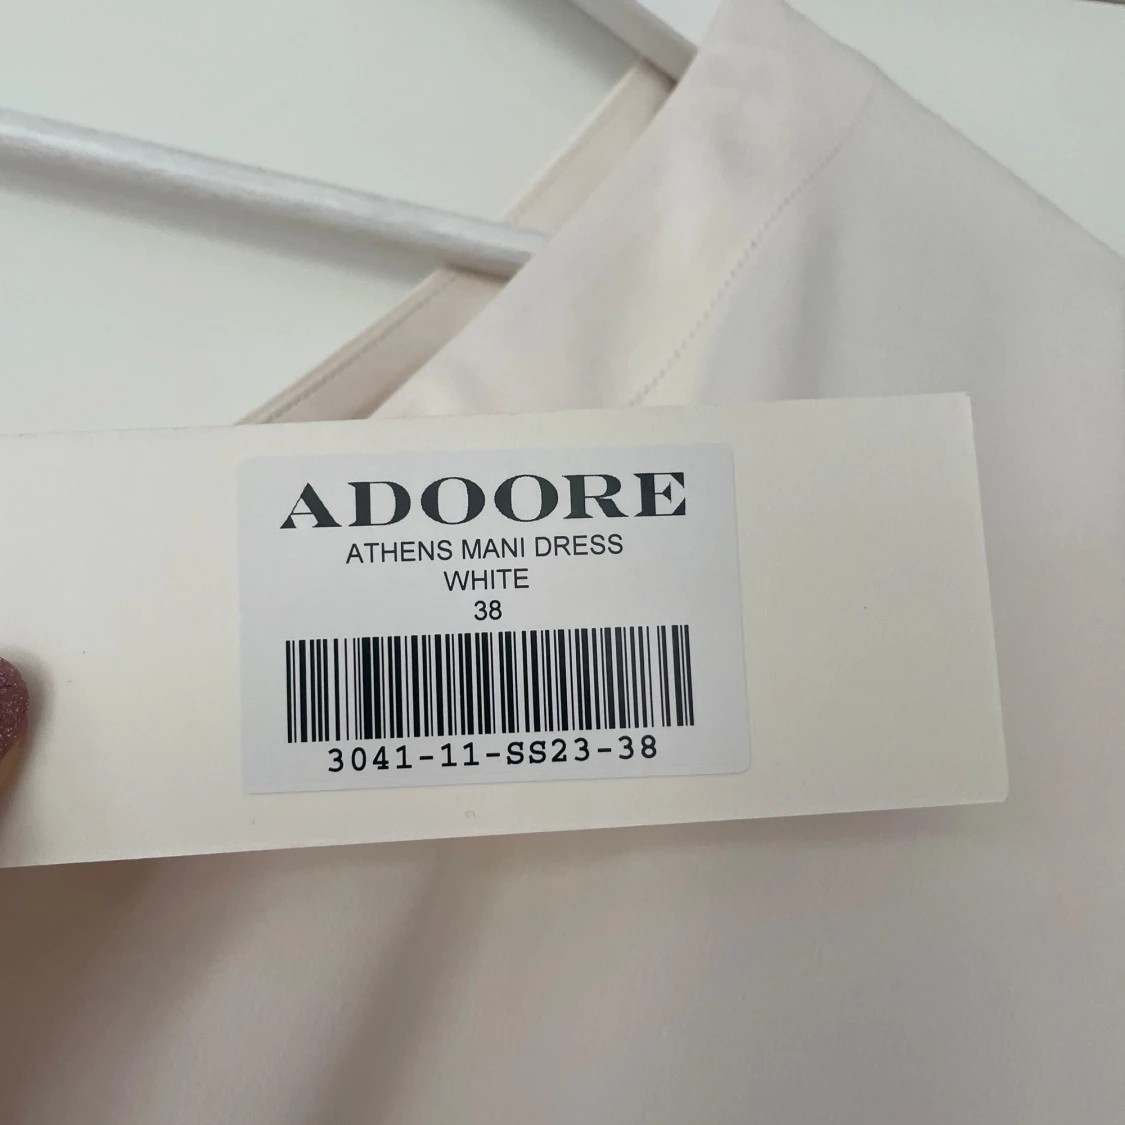 ADOORE
ATHENS MANI DRESS
WHITE
38
3041-11-SS23-38